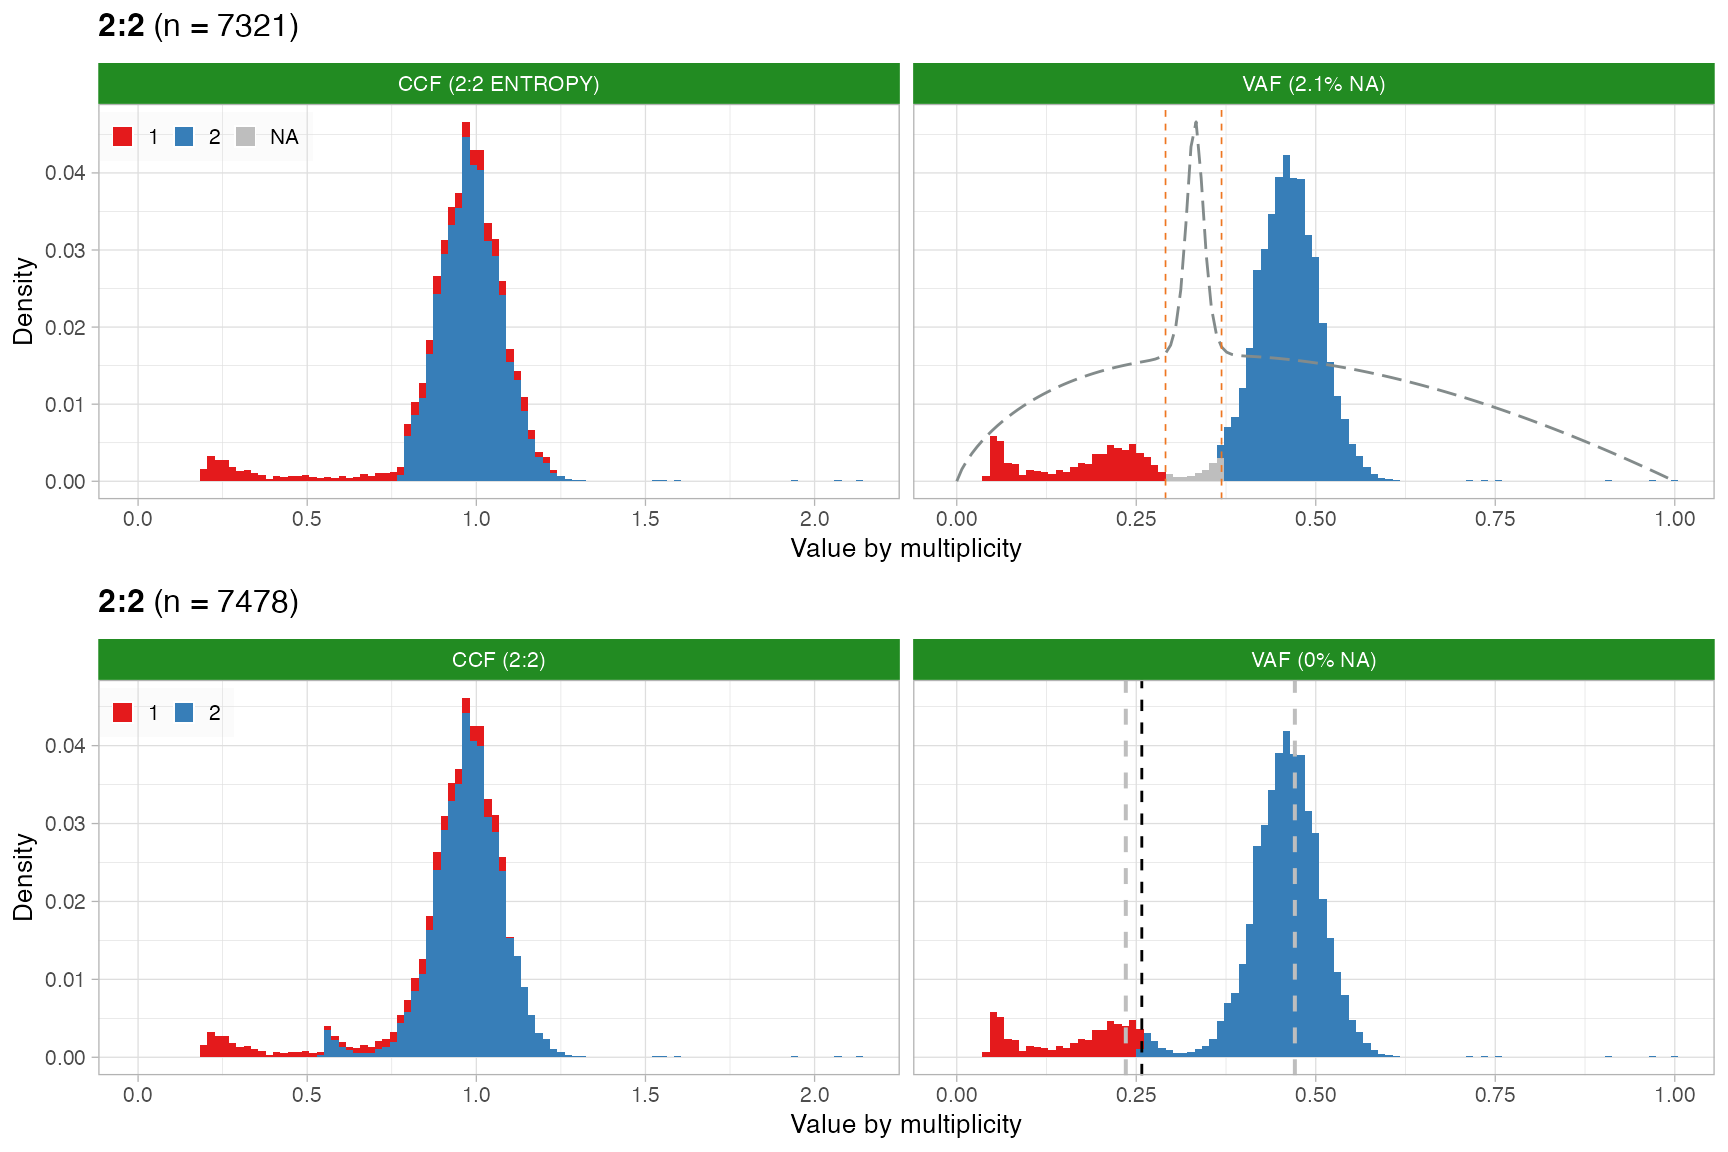 2:2 (n = 7321)
CCF (2:2 ENTROPY)
VAF (2.1% NA)
1 2 NA
Density
0.04
0.03
0.02
0.01
0.00
0.0 0.5 1.0 1.5 2.0
0.00 0.25 0.50 0.75 1.00
Value by multiplicity
2:2 (n = 7478)
CCF (2:2)
VAF (0% NA)
1 2
Density
0.04
0.03
0.02
0.01
0.00
0.0 0.5 1.0 1.5 2.0
0.00 0.25 0.50 0.75 1.00
Value by multiplicity